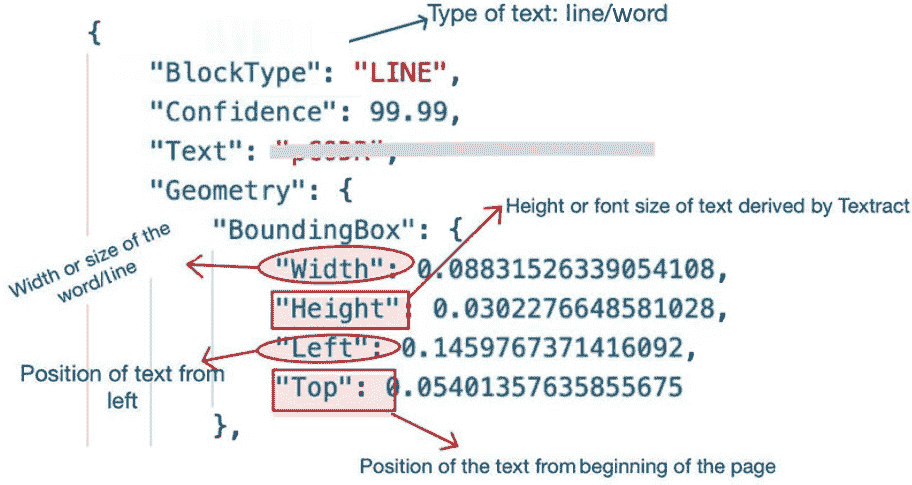 Type of text: line/word
{
"BlockType": "LINE",
"Confidence": 99.99,
"Text":
"Geometry": {
Height or font size of text derived by Textract
"BoundingBox": {
Width or size of the
word/line
"Width": 0.08831526339054108,
"Height" 0.0302276648581028,
"Left": 0.1459767371416092,
Position of text from
left
"Top": 0.05401357635855675
},
Position of the text from beginning of the page